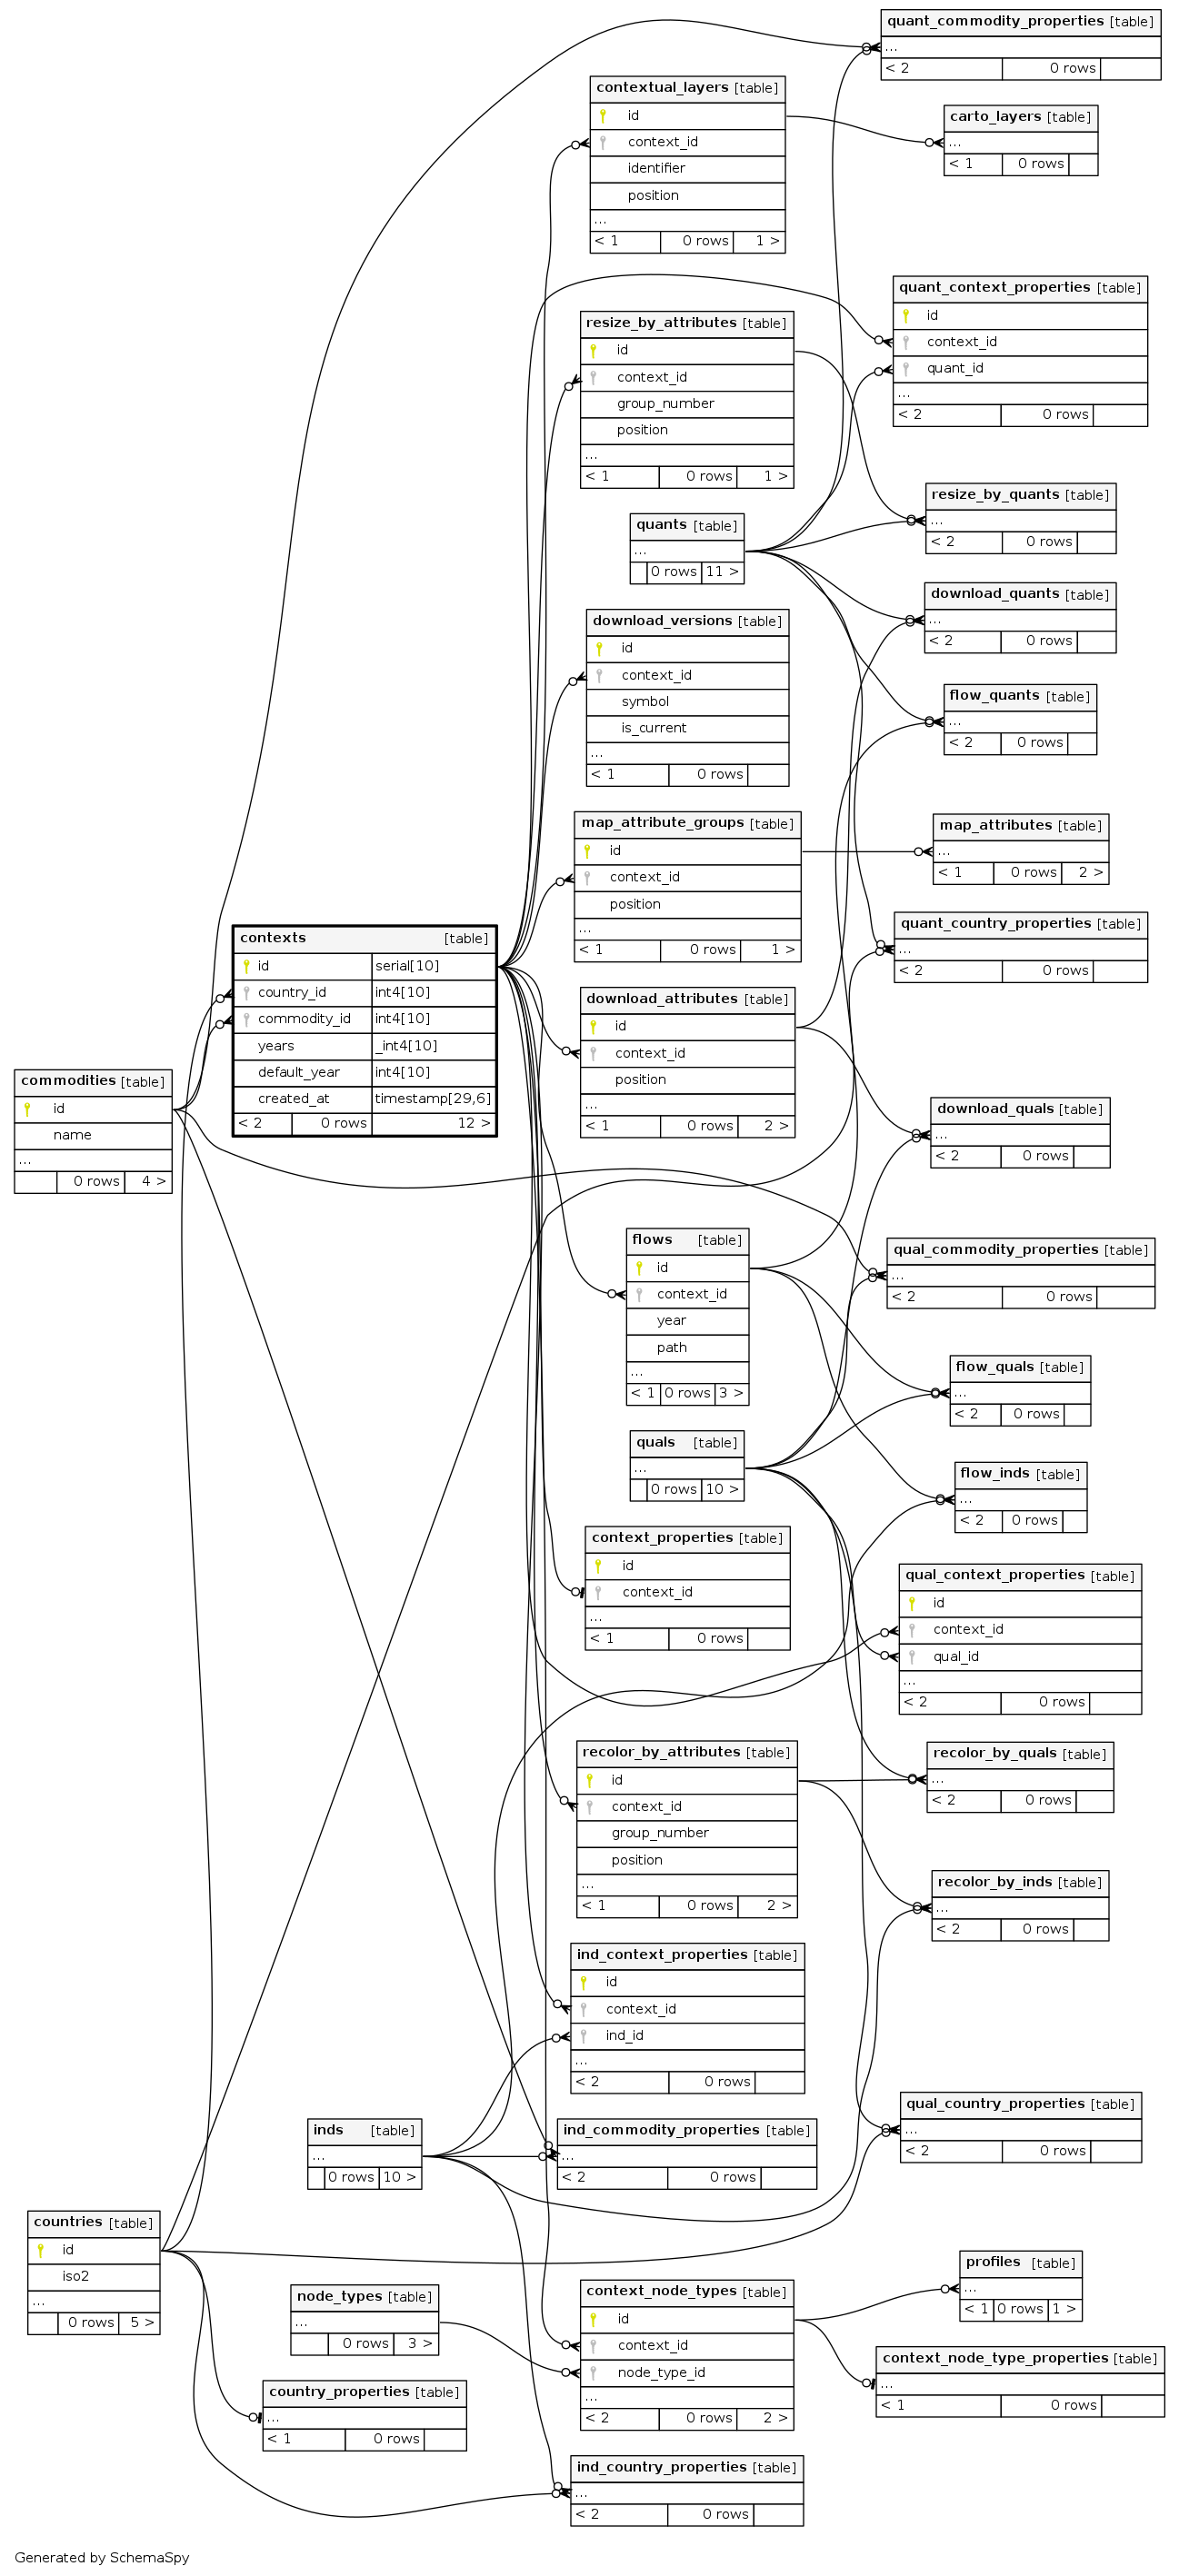 quant_commodity_properties [table]
...
< 2 0 rows
contextual_layers [table]
id
context_id
identifier
position
...
< 1 0 rows 1 >
carto_layers [table]
...
< 1 0 rows
quant_context_properties [table]
id
context_id
quant_id
...
< 2 0 rows
resize_by_attributes [table]
id
context_id
group_number
position
...
< 1 0 rows 1 >
resize_by_quants [table]
...
< 2 0 rows
quants [table]
...
0 rows 11 >
download_quants [table]
...
< 2 0 rows
download_versions [table]
id
context_id
symbol
is_current
...
< 1 0 rows
flow_quants [table]
...
< 2 0 rows
map_attribute_groups [table]
id
context_id
position
...
< 1 0 rows 1 >
map_attributes [table]
...
< 1 0 rows 2 >
quant_country_properties [table]
...
< 2 0 rows
contexts [table]
id serial[10]
country_id int4[10]
commodity_id int4[10]
years _int4[10]
default_year int4[10]
created_at timestamp[29,6]
< 2 0 rows 12 >
download_attributes [table]
id
context_id
position
...
< 1 0 rows 2 >
commodities [table]
id
name
...
0 rows 4 >
download_quals [table]
...
< 2 0 rows
flows [table]
id
context_id
year
path
...
< 1 0 rows 3 >
qual_commodity_properties [table]
...
< 2 0 rows
flow_quals [table]
...
< 2 0 rows
quals [table]
...
0 rows 10 >
flow_inds [table]
...
< 2 0 rows
context_properties [table]
id
context_id
...
< 1 0 rows
qual_context_properties [table]
id
context_id
qual_id
...
< 2 0 rows
recolor_by_attributes [table]
id
context_id
group_number
position
...
< 1 0 rows 2 >
recolor_by_quals [table]
...
< 2 0 rows
recolor_by_inds [table]
...
< 2 0 rows
ind_context_properties [table]
id
context_id
ind_id
...
< 2 0 rows
qual_country_properties [table]
...
< 2 0 rows
inds [table]
...
0 rows 10 >
ind_commodity_properties [table]
...
< 2 0 rows
countries [table]
id
iso2
...
0 rows 5 >
profiles [table]
...
< 1 0 rows 1 >
node_types [table]
...
0 rows 3 >
context_node_types [table]
id
context_id
node_type_id
...
< 2 0 rows 2 >
context_node_type_properties [table]
...
< 1 0 rows
country_properties [table]
...
< 1 0 rows
ind_country_properties [table]
...
< 2 0 rows
Generated by SchemaSpy